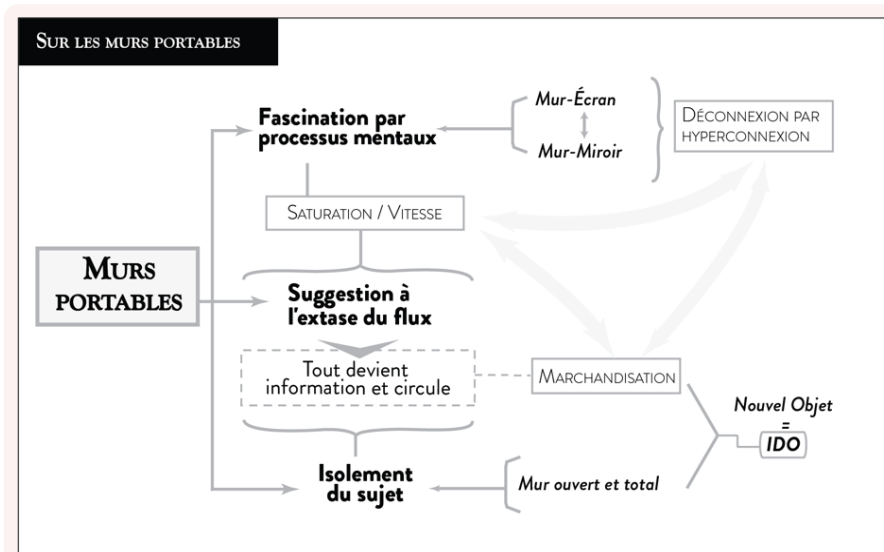 SUR LES MURS PORTABLES
Fascination par
processus mentaux
Mur-Écran
Mur-Miroir
DÉCONNEXION PAR
HYPERCONNEXION
SATURATION / VITESSE
MURS
PORTABLES
Suggestion à
l'extase du flux
Tout devient
information et circule
MARCHANDISATION
Nouvel Objet
=
IDO
Isolement
du sujet
Mur ouvert et total